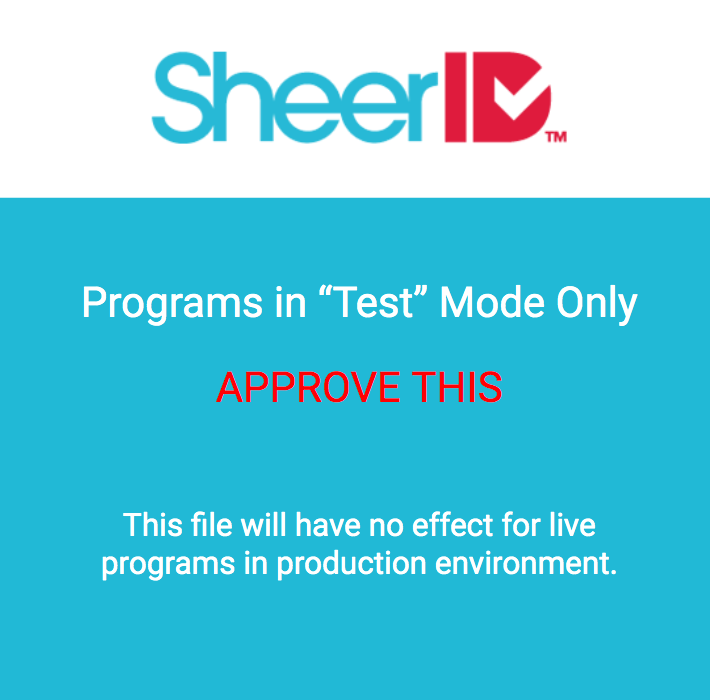 SheerID™
Programs in “Test” Mode Only
APPROVE THIS
This file will have no effect for live
programs in production environment.